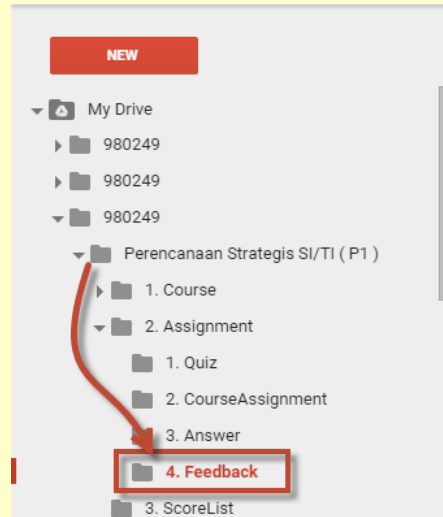 NEW
My Drive
980249
980249
980249
Perencanaan Strategis SI/TI ( P1 )
1. Course
2. Assignment
1. Quiz
2. CourseAssignment
3. Answer
4. Feedback
3. ScoreList